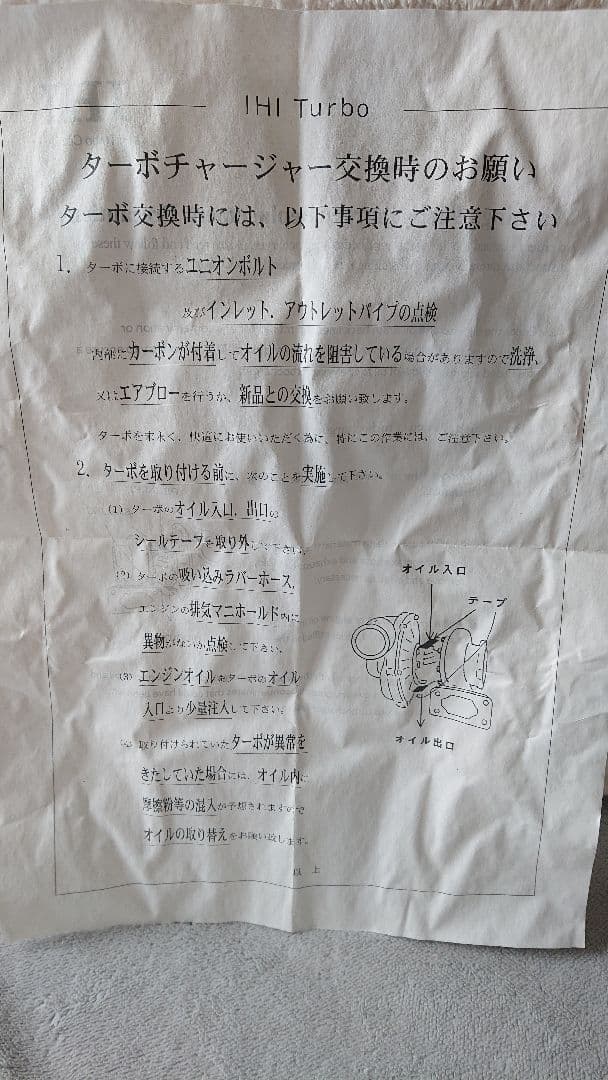 IHI Turbo
ターボチャージャー交換時のお願い
ターボ交換時には、以下事項にご注意下さい
1. ターボに接続するユニオンボルト
及びインレット、アウトレットパイプの点検
内部にカーボンが付着してオイルの流れを阻害している場合がありますので洗浄、
又はエアブローを行うか、新品との交換をお願い致します。
ターボを末永く、快適にお使いいただく為に、特にこの作業には、ご注意下さい。
2. ターボを取り付ける前に、次のことを実施して下さい。
(1) ターボのオイル入口、出口の
シールテープを取り外して下さい。
(2) ターボの吸い込みラバーホース、
エンジンの排気マニホールド内に
異物がないか点検して下さい。
(3) エンジンオイルをターボのオイル
入口より少量注入して下さい。
(4) 取り付けられていたターボが異常を
きたしていた場合には、オイル内に
摩擦粉等の混入が予想されますので
オイルの取り替えをお願い致します。
以上
オイル入口
テープ
オイル出口